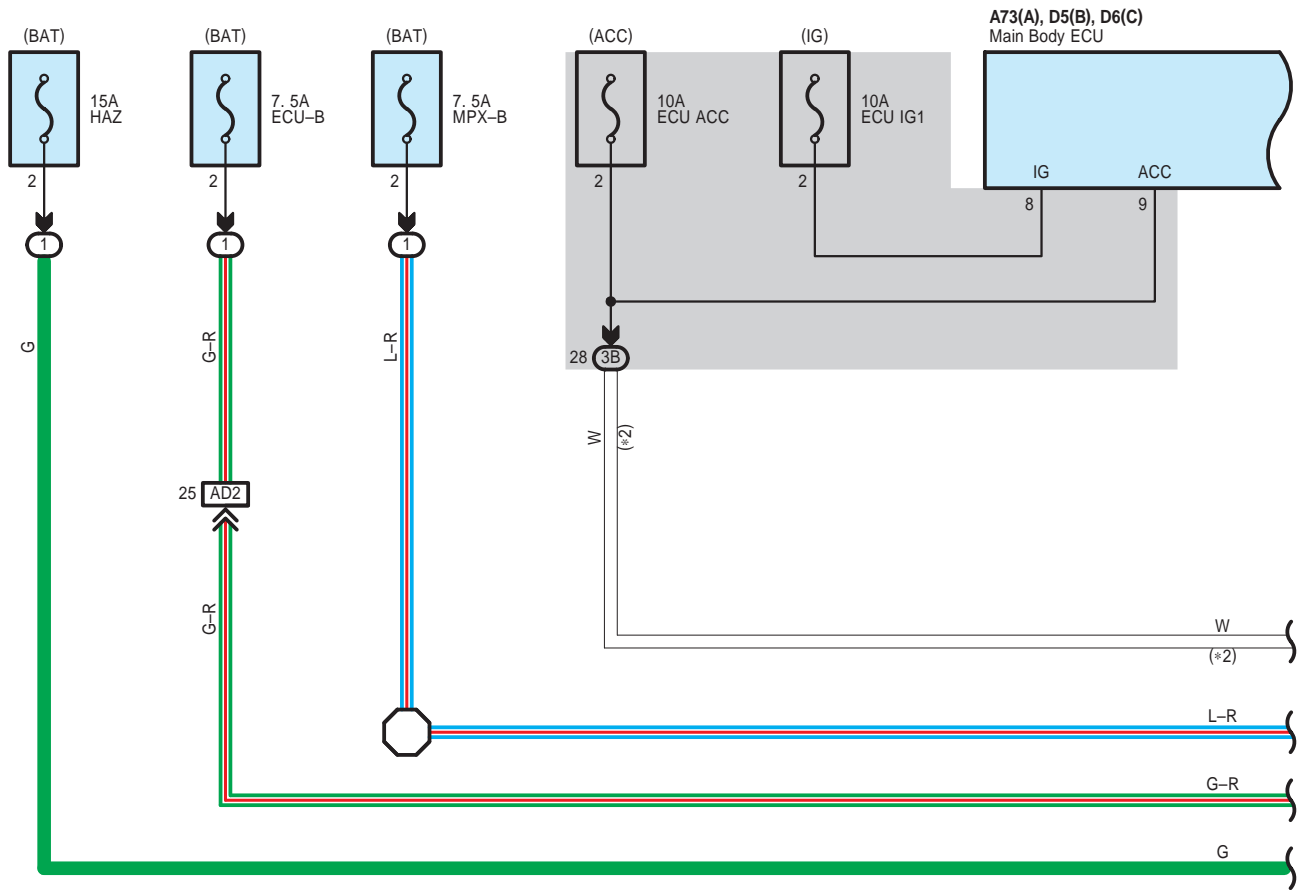 A73(A), D5(B), D6(C)
Main Body ECU
(BAT)
(BAT)
(BAT)
(ACC)
(IG)
15A
HAZ
7. 5A
ECU–B
7. 5A
MPX–B
10A
ECU ACC
10A
ECU IG1
IG
ACC
2
2
2
2
2
8
9
1
1
1
G
G–R
L–R
28
3B
W
(*2)
25
AD2
G–R
W
(*2)
L–R
G–R
G